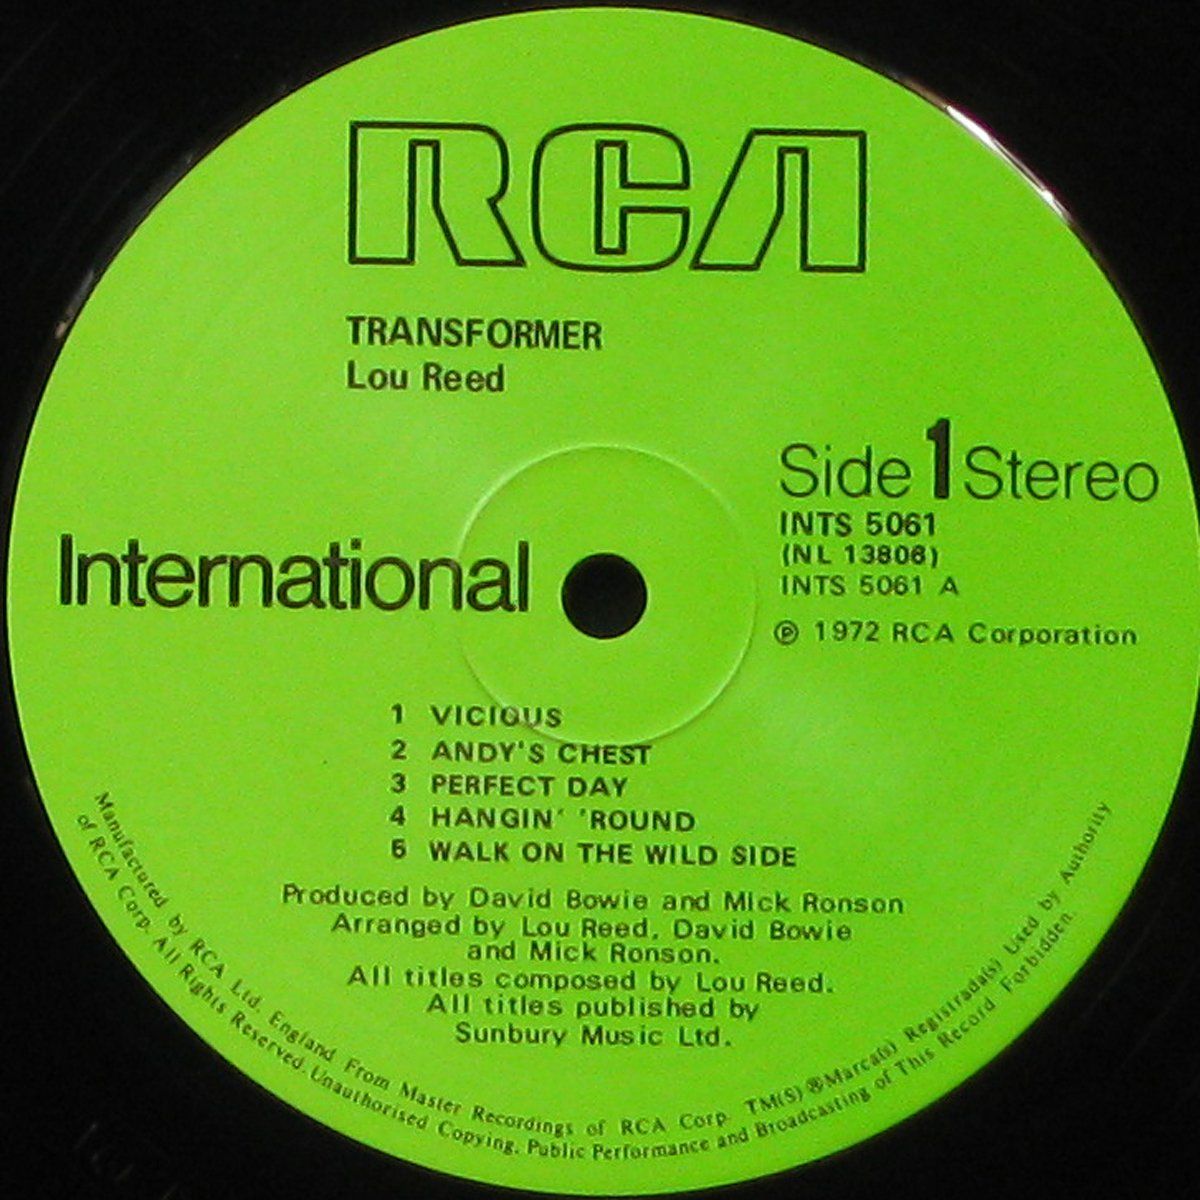 RCA
TRANSFORMER
Lou Reed
Side 1 Stereo
INTS 5061
(NL 13806)
INTS 5061 A
℗ 1972 RCA Corporation
International
1 VICIOUS
2 ANDY'S CHEST
3 PERFECT DAY
4 HANGIN' 'ROUND
5 WALK ON THE WILD SIDE
Produced by David Bowie and Mick Ronson
Arranged by Lou Reed, David Bowie
and Mick Ronson.
All titles composed by Lou Reed.
All titles published by
Sunbury Music Ltd.
Manufactured by RCA Ltd. England From Master Recordings of RCA Corp. TM(S) ®Marca(s) Registrada(s) Used by Authority
of RCA Corp. All Rights Reserved. Unauthorised Copying, Public Performance and Broadcasting of This Record Forbidden.